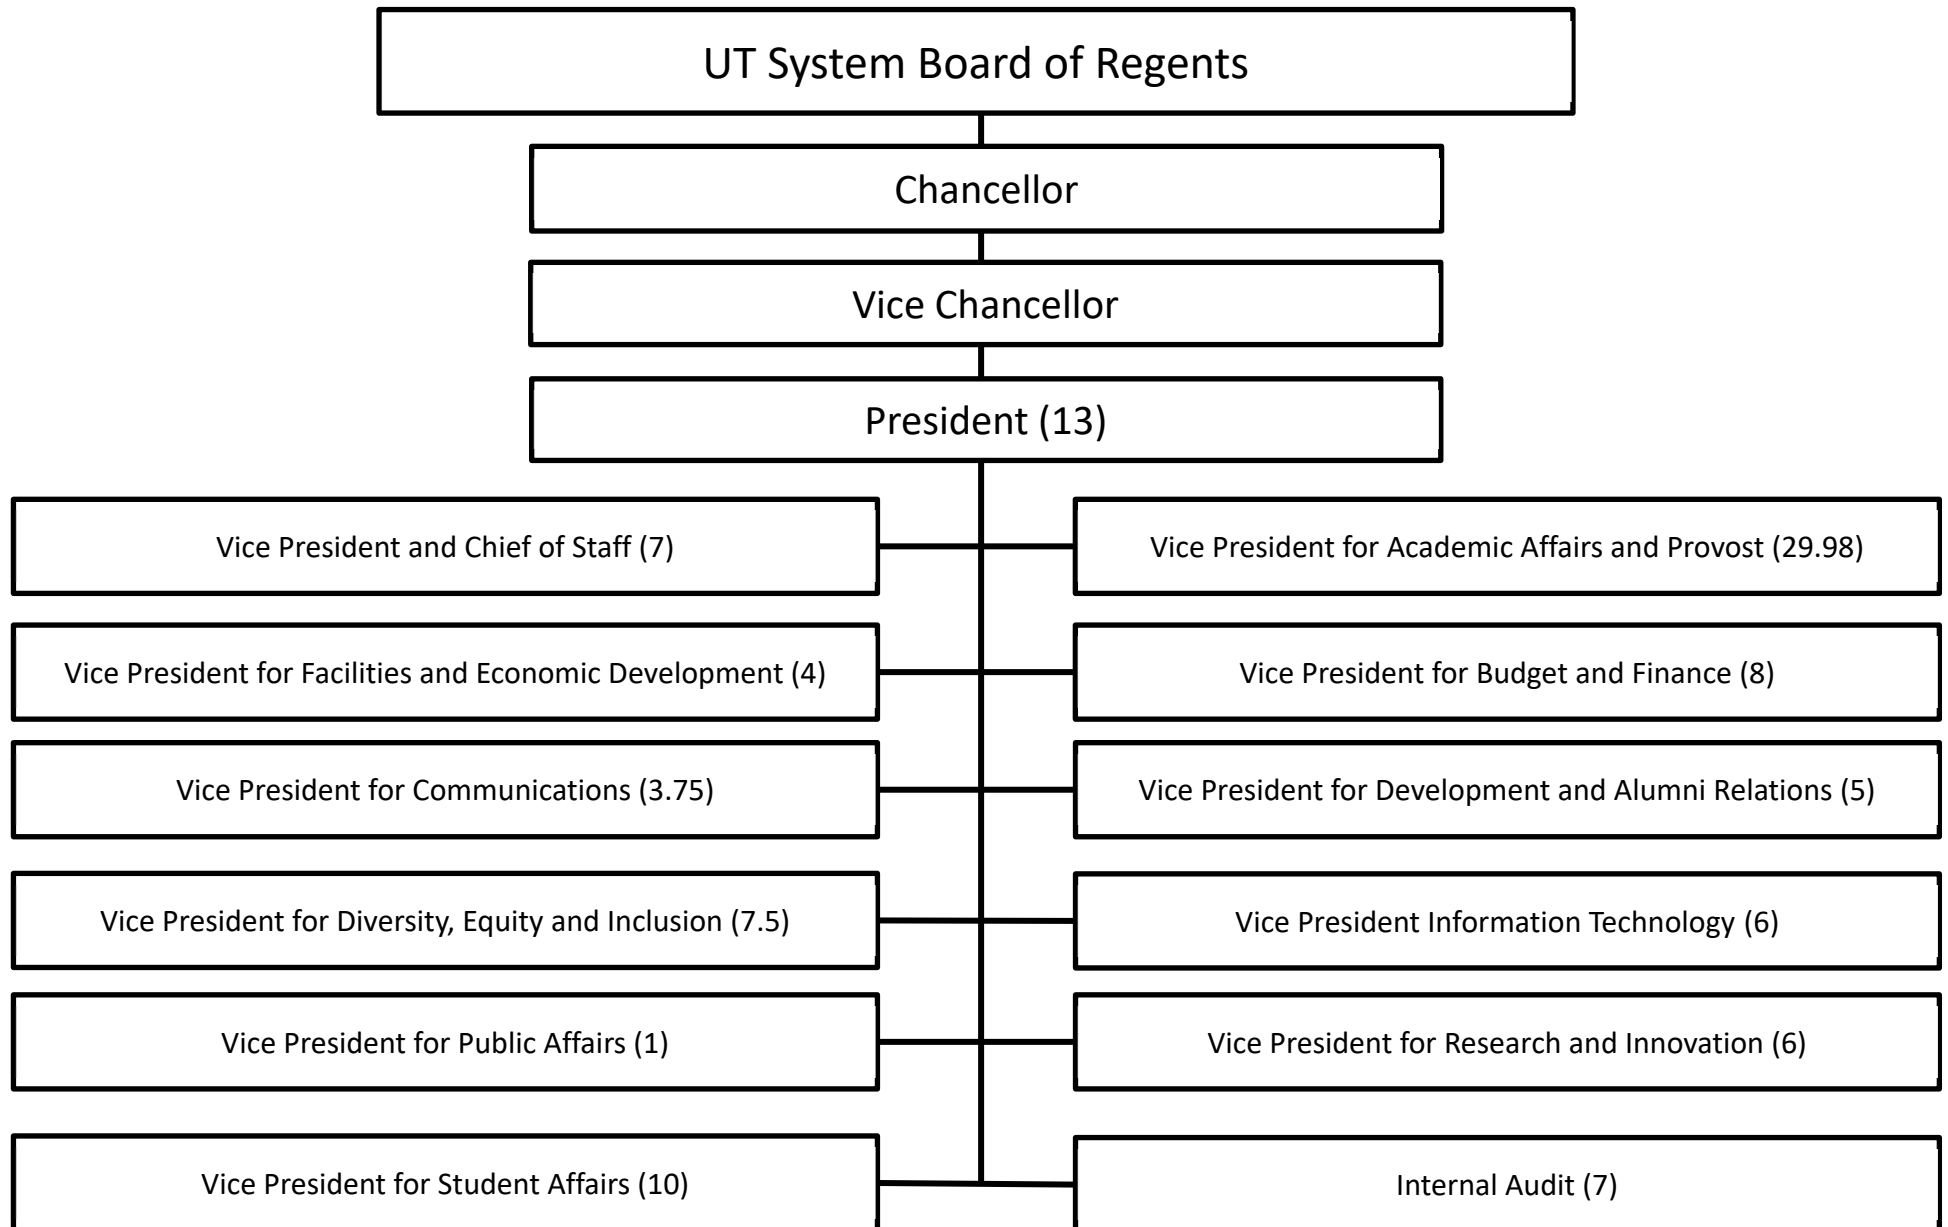 UT System Board of Regents
Chancellor
Vice Chancellor
President (13)
Vice President and Chief of Staff (7)
Vice President for Academic Affairs and Provost (29.98)
Vice President for Facilities and Economic Development (4)
Vice President for Budget and Finance (8)
Vice President for Communications (3.75)
Vice President for Development and Alumni Relations (5)
Vice President for Diversity, Equity and Inclusion (7.5)
Vice President Information Technology (6)
Vice President for Public Affairs (1)
Vice President for Research and Innovation (6)
Vice President for Student Affairs (10)
Internal Audit (7)